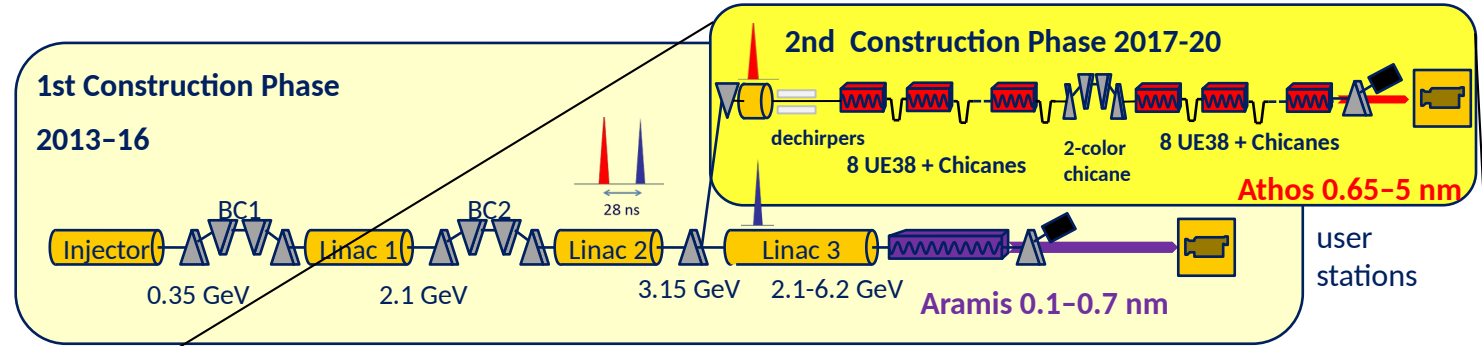 1st Construction Phase
2013–16
2nd Construction Phase 2017-20
dechirpers
8 UE38 + Chicanes
2-color
chicane
8 UE38 + Chicanes
Athos 0.65–5 nm
28 ns
BC1
BC2
Injector
Linac 1
Linac 2
Linac 3
0.35 GeV
2.1 GeV
3.15 GeV
2.1-6.2 GeV
Aramis 0.1–0.7 nm
user
stations